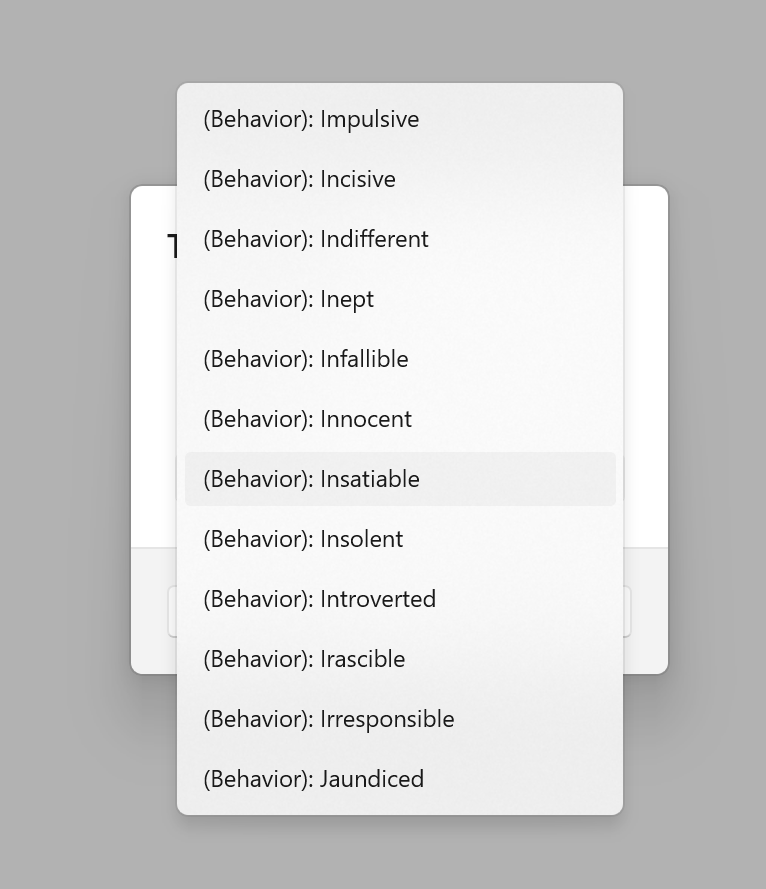 (Behavior): Impulsive
(Behavior): Incisive
(Behavior): Indifferent
(Behavior): Inept
(Behavior): Infallible
(Behavior): Innocent
(Behavior): Insatiable
(Behavior): Insolent
(Behavior): Introverted
(Behavior): Irascible
(Behavior): Irresponsible
(Behavior): Jaundiced